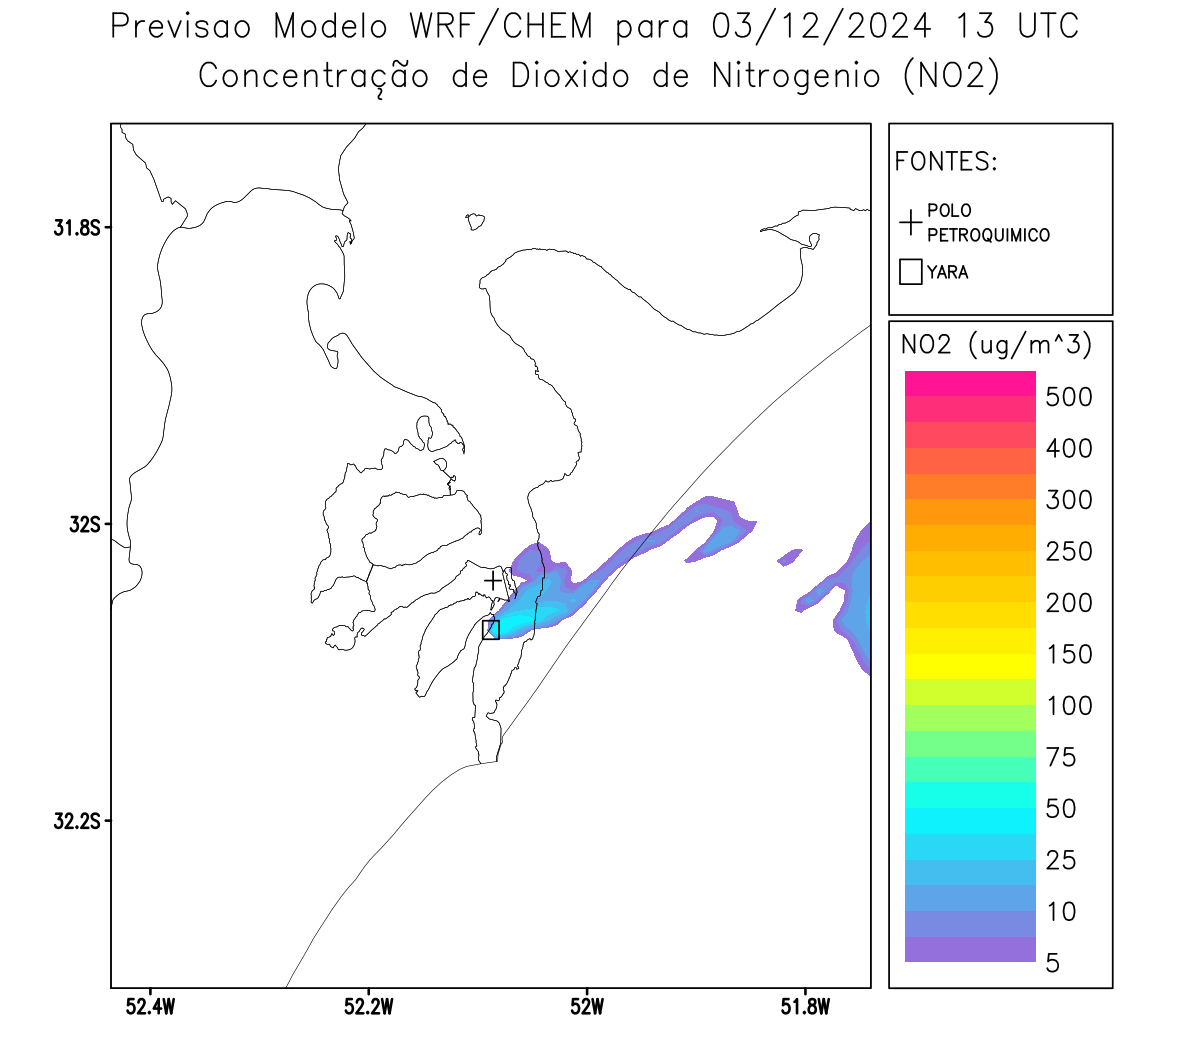 Previsao Modelo WRF/CHEM para 03/12/2024 13 UTC
Concentração de Dioxido de Nitrogenio (NO2)
FONTES:
POLO
PETROQUIMICO
YARA
NO2 (ug/m^3)
500
400
300
250
200
150
100
75
50
25
10
5
31.8S
32S
32.2S
52.4W
52.2W
52W
51.8W